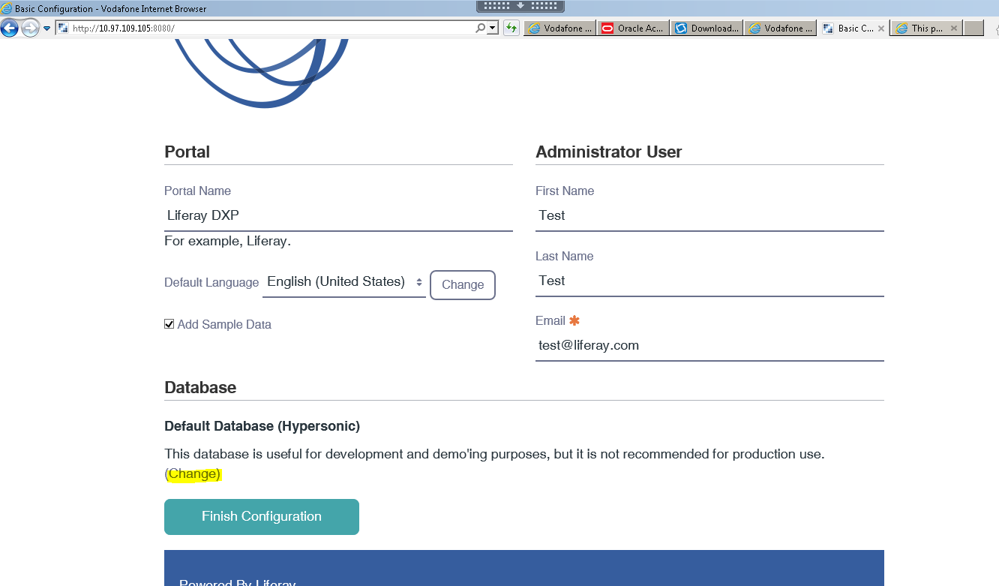 Basic Configuration - Vodafone Internet Browser
http://10.97.109.105:8080/
Vodafone ...
Oracle Ac...
Download...
Vodafone ...
Basic C...
This p...
Portal
Portal Name
Liferay DXP
For example, Liferay.
Default Language English (United States) Change
Add Sample Data
Administrator User
First Name
Test
Last Name
Test
Email
test@liferay.com
Database
Default Database (Hypersonic)
This database is useful for development and demo'ing purposes, but it is not recommended for production use.
(Change)
Finish Configuration
Powered By Liferay